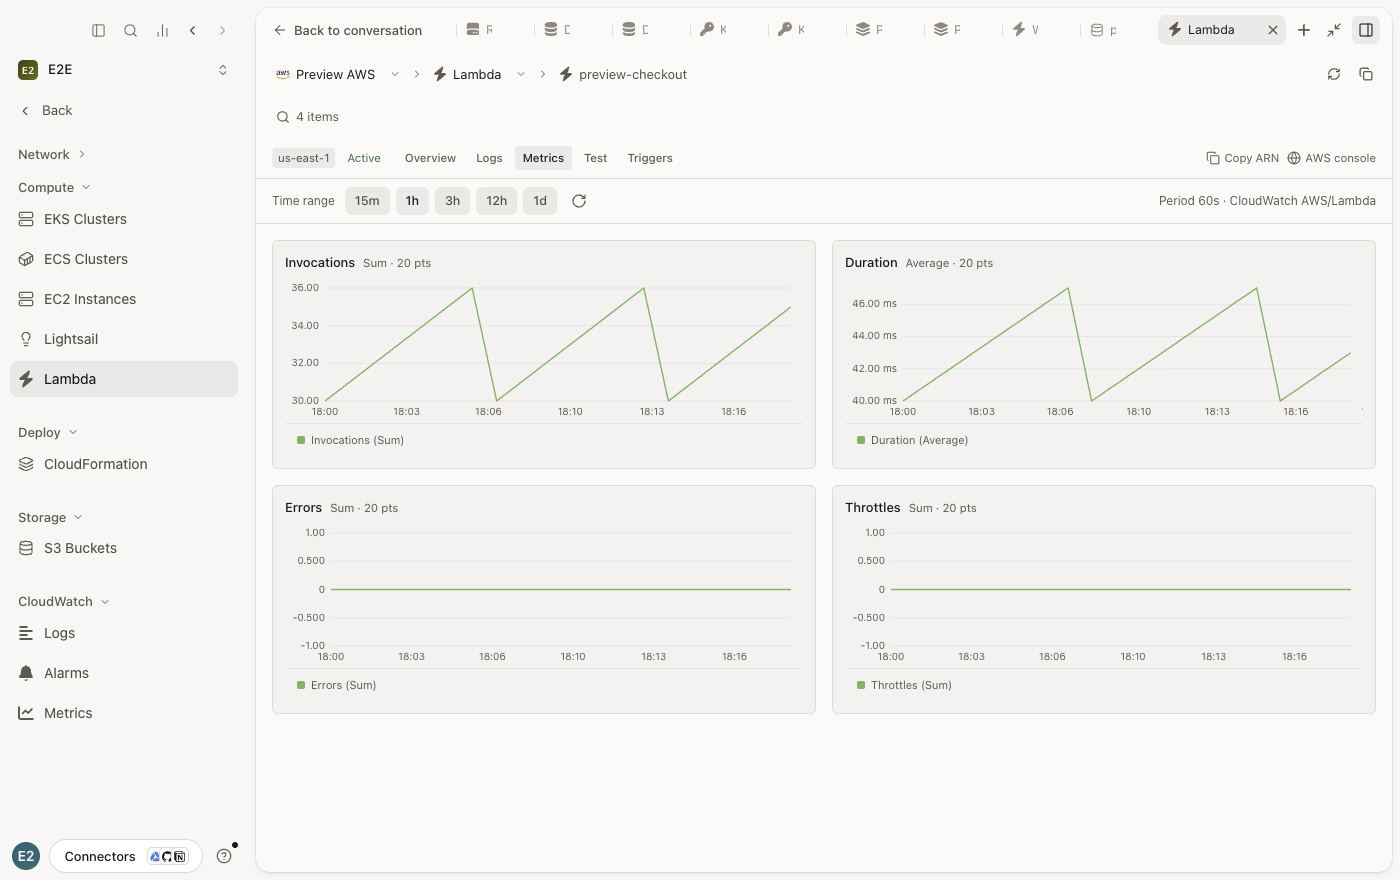 Back to conversation
R
D
D
K
K
F
F
V
p
Lambda
E2
E2E
Preview AWS
Lambda
preview-checkout
Back
4 items
Network
us-east-1
Active
Overview
Logs
Metrics
Test
Triggers
Copy ARN
AWS console
Compute
EKS Clusters
ECS Clusters
EC2 Instances
Lightsail
Lambda
Deploy
CloudFormation
Storage
S3 Buckets
CloudWatch
Logs
Alarms
Metrics
E2
Connectors
Time range
15m
1h
3h
12h
1d
Period 60s · CloudWatch AWS/Lambda
Invocations Sum · 20 pts
36.00
34.00
32.00
30.00
18:00 18:03 18:06 18:10 18:13 18:16
Invocations (Sum)
Duration Average · 20 pts
46.00 ms
44.00 ms
42.00 ms
40.00 ms
18:00 18:03 18:06 18:10 18:13 18:16
Duration (Average)
Errors Sum · 20 pts
1.00
0.500
0
-0.500
-1.00
18:00 18:03 18:06 18:10 18:13 18:16
Errors (Sum)
Throttles Sum · 20 pts
1.00
0.500
0
-0.500
-1.00
18:00 18:03 18:06 18:10 18:13 18:16
Throttles (Sum)